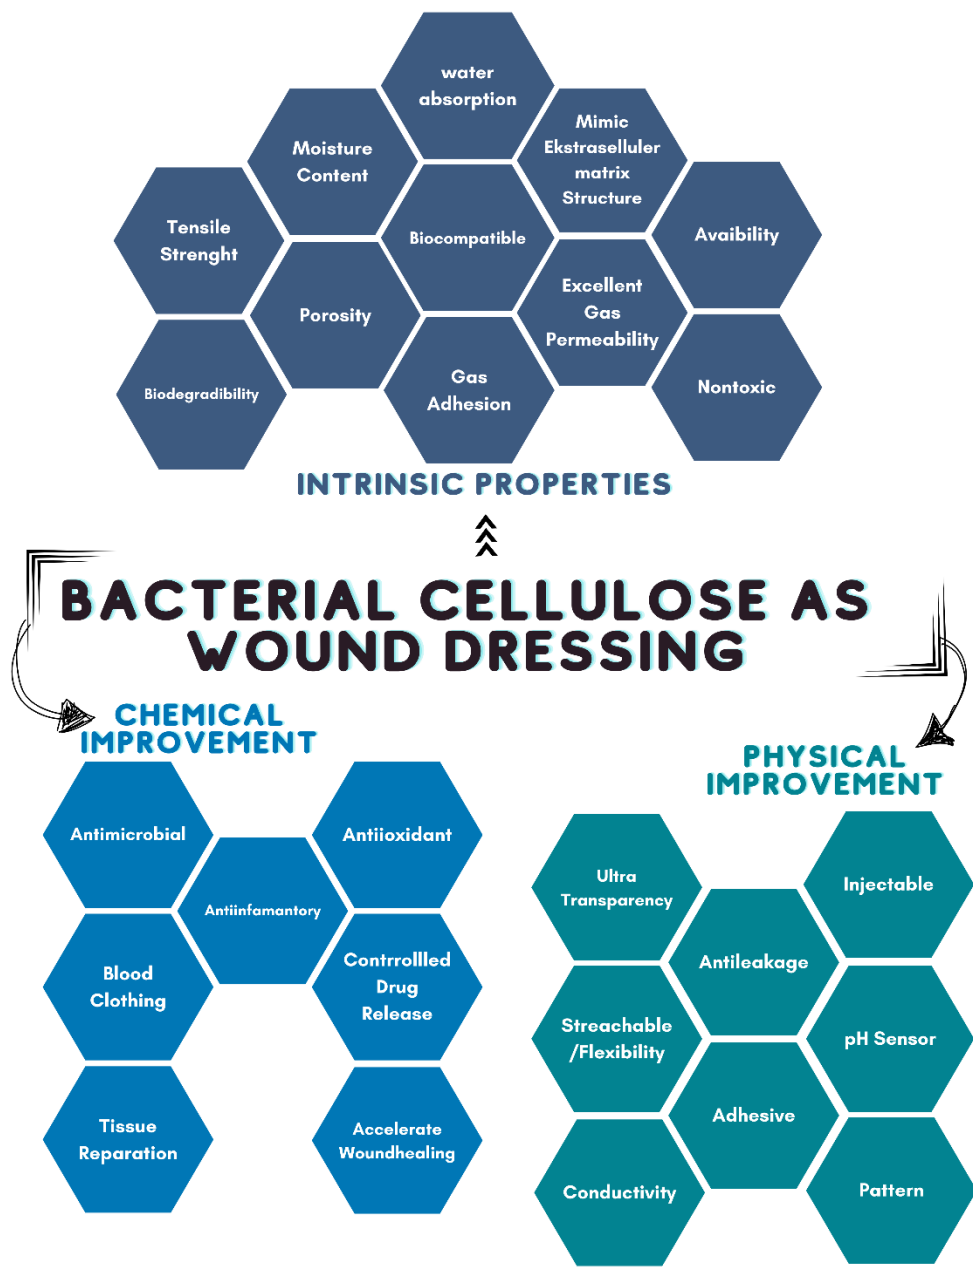 water
absorption
Moisture
Content
Mimic
Ekstraselluler
matrix
Structure
Tensile
Strenght
Biocompatible
Avaibility
Porosity
Excellent
Gas
Permeability
Biodegradibility
Gas
Adhesion
Nontoxic
INTRINSIC PROPERTIES
BACTERIAL CELLULOSE AS
WOUND DRESSING
CHEMICAL
IMPROVEMENT
Antimicrobial
Antiioxidant
Antiinfamantory
Blood
Clothing
Contrrollled
Drug
Release
Tissue
Reparation
Accelerate
Woundhealing
PHYSICAL
IMPROVEMENT
Ultra
Transparency
Injectable
Antileakage
Streachable
/Flexibility
pH Sensor
Adhesive
Conductivity
Pattern